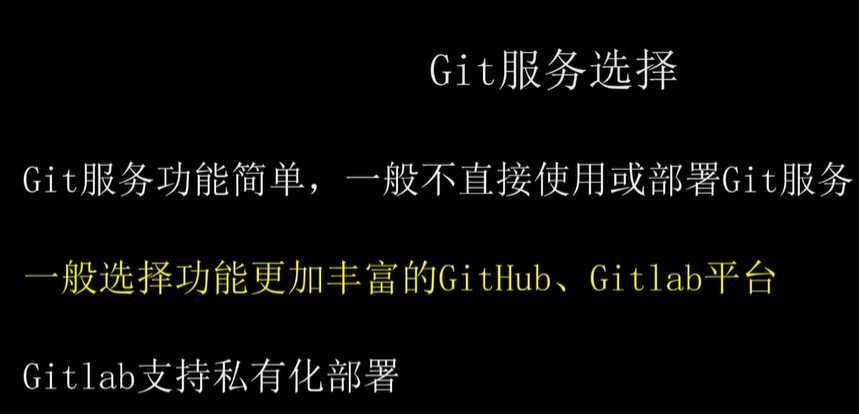 Git服务选择
Git服务功能简单，一般不直接使用或部署Git服务
一般选择功能更加丰富的GitHub、Gitlab平台
Gitlab支持私有化部署